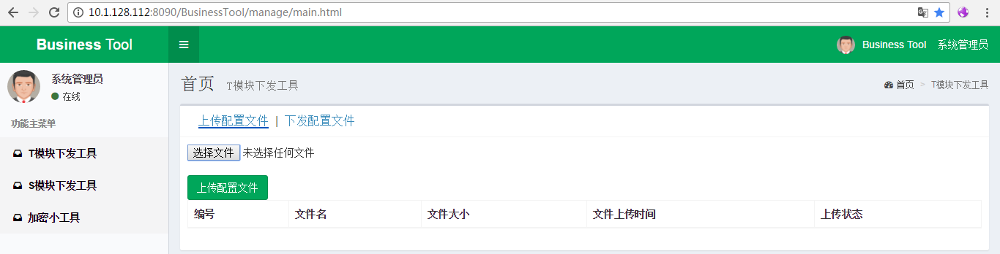 10.1.128.112:8090/BusinessTool/manage/main.html
Business Tool
Business Tool 系统管理员
系统管理员
在线
首页 T模块下发工具
首页 > T模块下发工具
功能主菜单
T模块下发工具
S模块下发工具
加密小工具
上传配置文件 | 下发配置文件
选择文件 未选择任何文件
上传配置文件
编号 文件名 文件大小 文件上传时间 上传状态